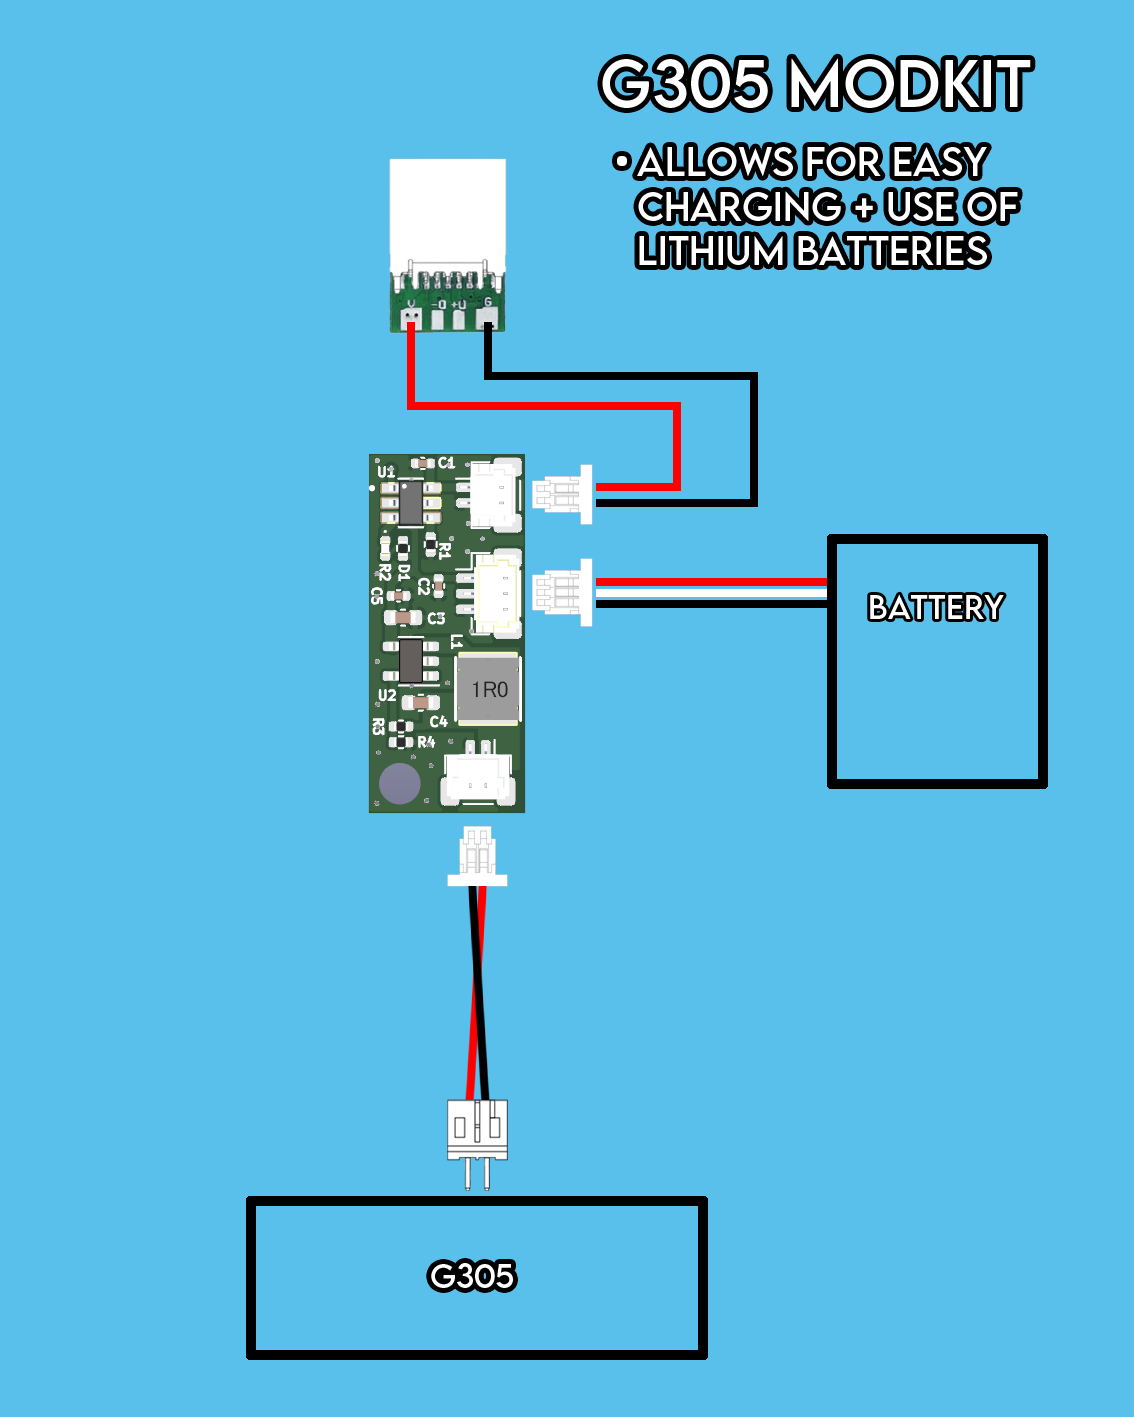 G305 MODKIT
• ALLOWS FOR EASY
CHARGING + USE OF
LITHIUM BATTERIES
V -D +D G
C1
U1
R1
R2
D1
C2
C5
C3
L1
1R0
U2
C4
R3
R4
BATTERY
G305